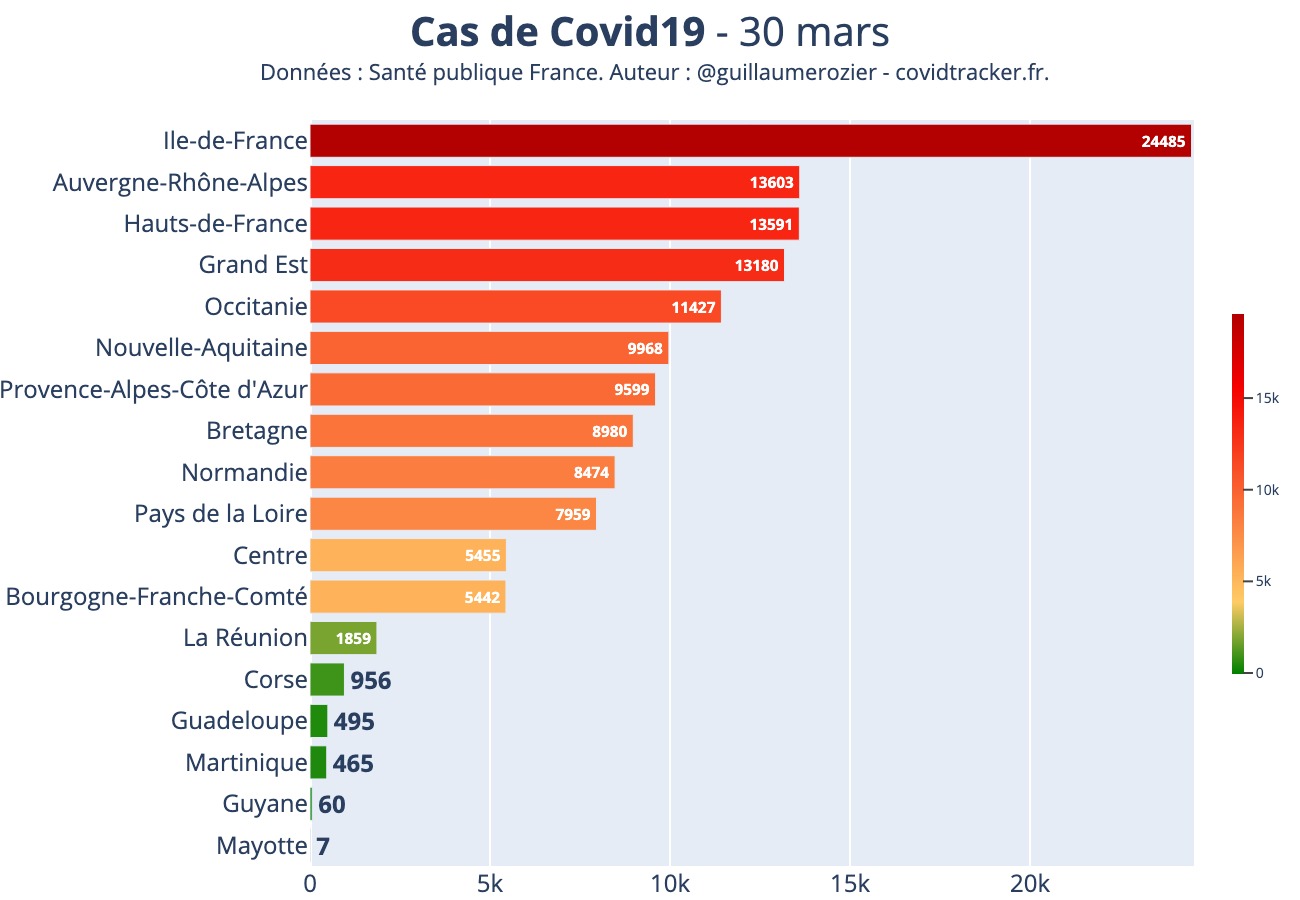 Cas de Covid19 - 30 mars
Données : Santé publique France. Auteur : @guillaumerozier - covidtracker.fr.
Ile-de-France 24485
Auvergne-Rhône-Alpes 13603
Hauts-de-France 13591
Grand Est 13180
Occitanie 11427
Nouvelle-Aquitaine 9968
Provence-Alpes-Côte d'Azur 9599
Bretagne 8980
Normandie 8474
Pays de la Loire 7959
Centre 5455
Bourgogne-Franche-Comté 5442
La Réunion 1859
Corse 956
Guadeloupe 495
Martinique 465
Guyane 60
Mayotte 7
0 5k 10k 15k 20k
15k
10k
5k
0